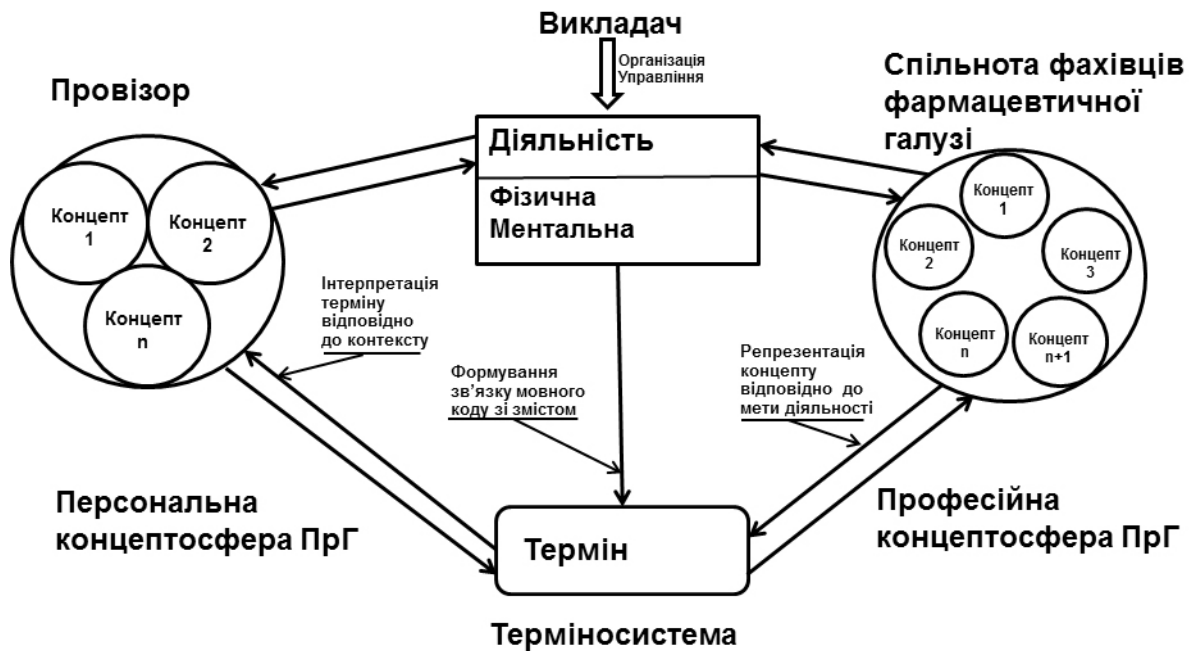 Викладач
Організація
Управління
Провізор
Спільнота фахівців
фармацевтичної
галузі
Діяльність
Фізична
Ментальна
Концепт
1
Концепт
2
Концепт
n
Концепт
1
Концепт
2
Концепт
3
Концепт
n
Концепт
n+1
Інтерпретація
терміну
відповідно
до контексту
Формування
зв’язку мовного
коду зі змістом
Репрезентація
концепту
відповідно до
мети діяльності
Персональна
концептосфера ПрГ
Професійна
концептосфера ПрГ
Термін
Терміносистема